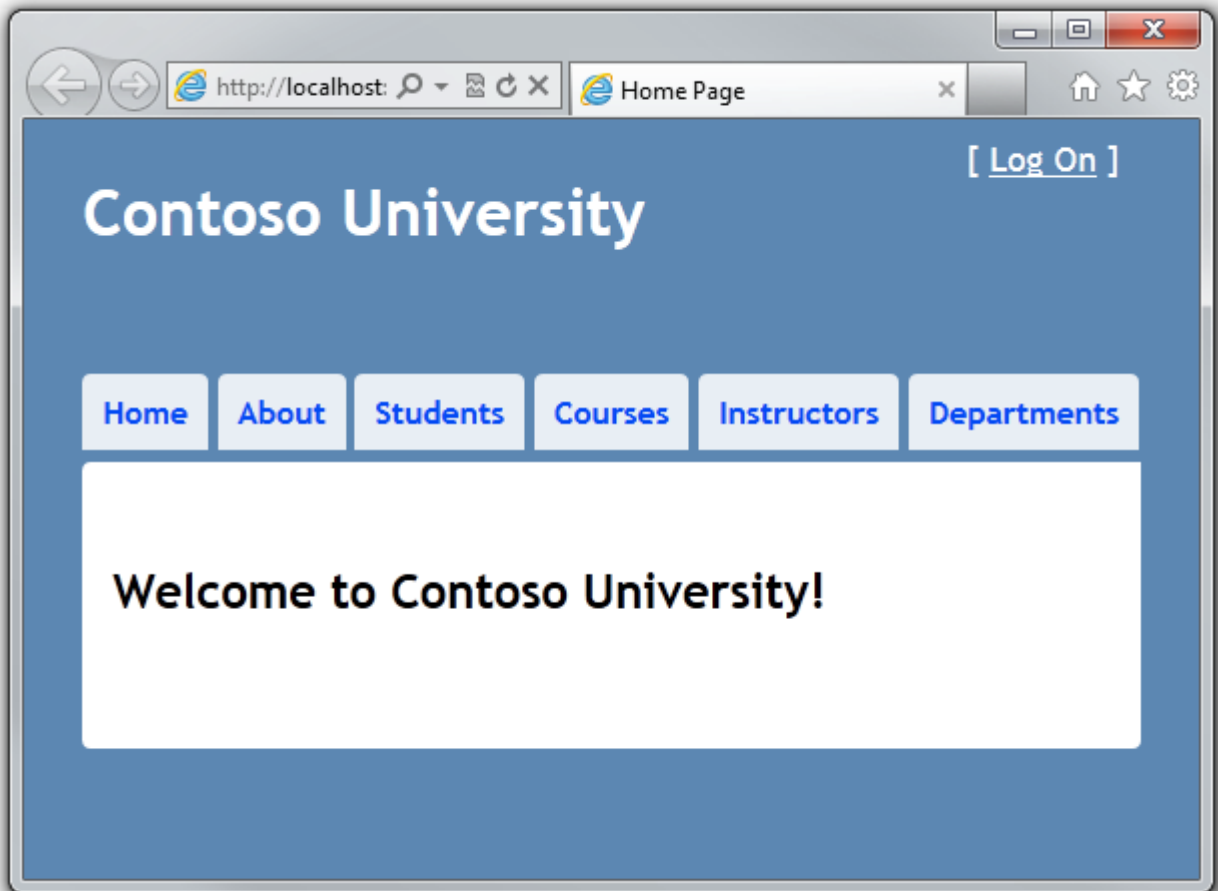 http://localhost:
Home Page
[ Log On ]
Contoso University
Home About Students Courses Instructors Departments
Welcome to Contoso University!